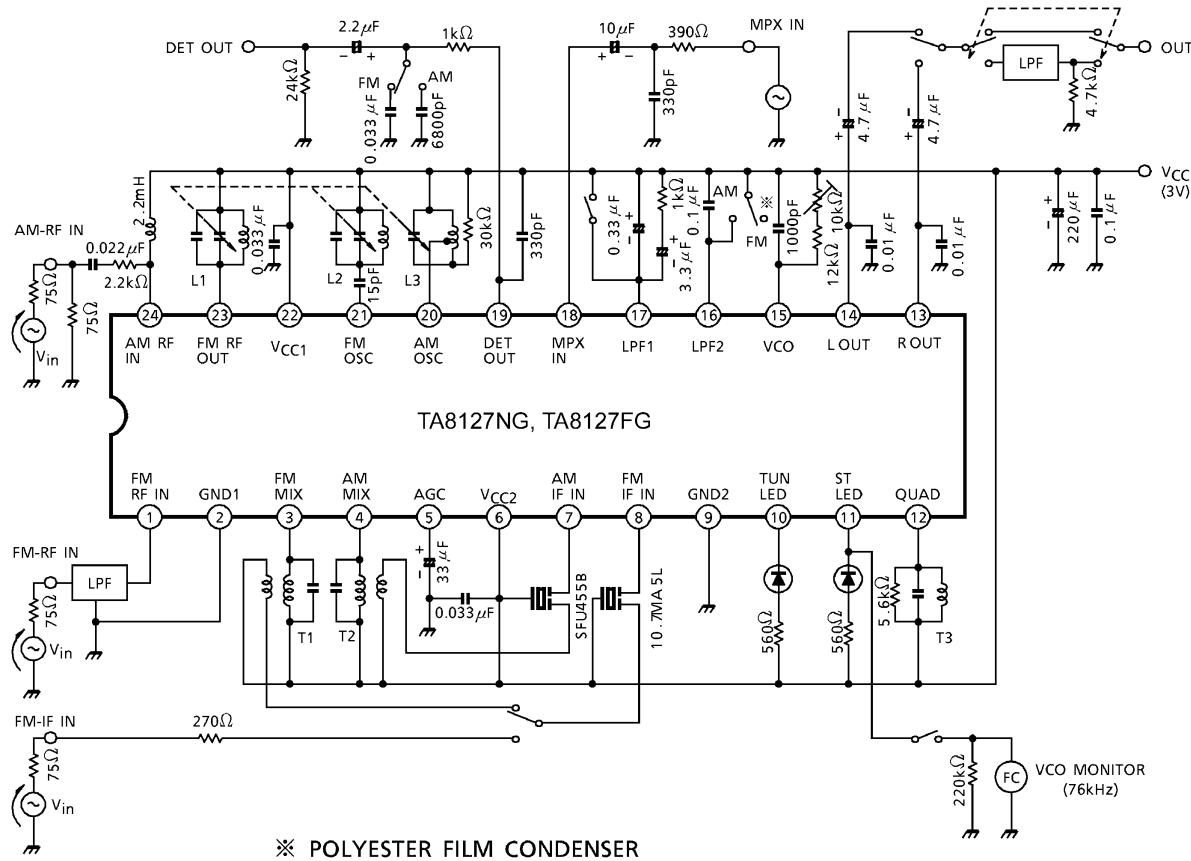 DET OUT
2.2μF
− +
1kΩ
24kΩ
FM
AM
0.033μF
6800pF
10μF
+ −
390Ω
MPX IN
330pF
+ −
4.7μF
+ −
4.7μF
LPF
4.7kΩ
OUT
VCC
(3V)
AM-RF IN
2.2mH
0.022μF
2.2kΩ
75Ω
75Ω
Vin
L1
0.033μF
L2
15pF
L3
30kΩ
330pF
0.33μF
+
−
1kΩ
3.3μF
+
−
0.1μF
AM
FM
※
1000pF
10kΩ
12kΩ
0.01μF
0.01μF
220μF
+
−
0.1μF
24 23 22 21 20 19 18 17 16 15 14 13
AM RF IN
FM RF OUT
VCC1
FM OSC
AM OSC
DET OUT
MPX IN
LPF1
LPF2
VCO
L OUT
R OUT
TA8127NG, TA8127FG
FM RF IN
GND1
FM MIX
AM MIX
AGC
VCC2
AM IF IN
FM IF IN
GND2
TUN LED
ST LED
QUAD
1 2 3 4 5 6 7 8 9 10 11 12
FM-RF IN
LPF
75Ω
Vin
T1
T2
33μF
+
−
0.033μF
SFU455B
10.7MA5L
560Ω
560Ω
5.6kΩ
T3
FM-IF IN
270Ω
75Ω
Vin
220kΩ
FC
VCO MONITOR
(76kHz)
※ POLYESTER FILM CONDENSER